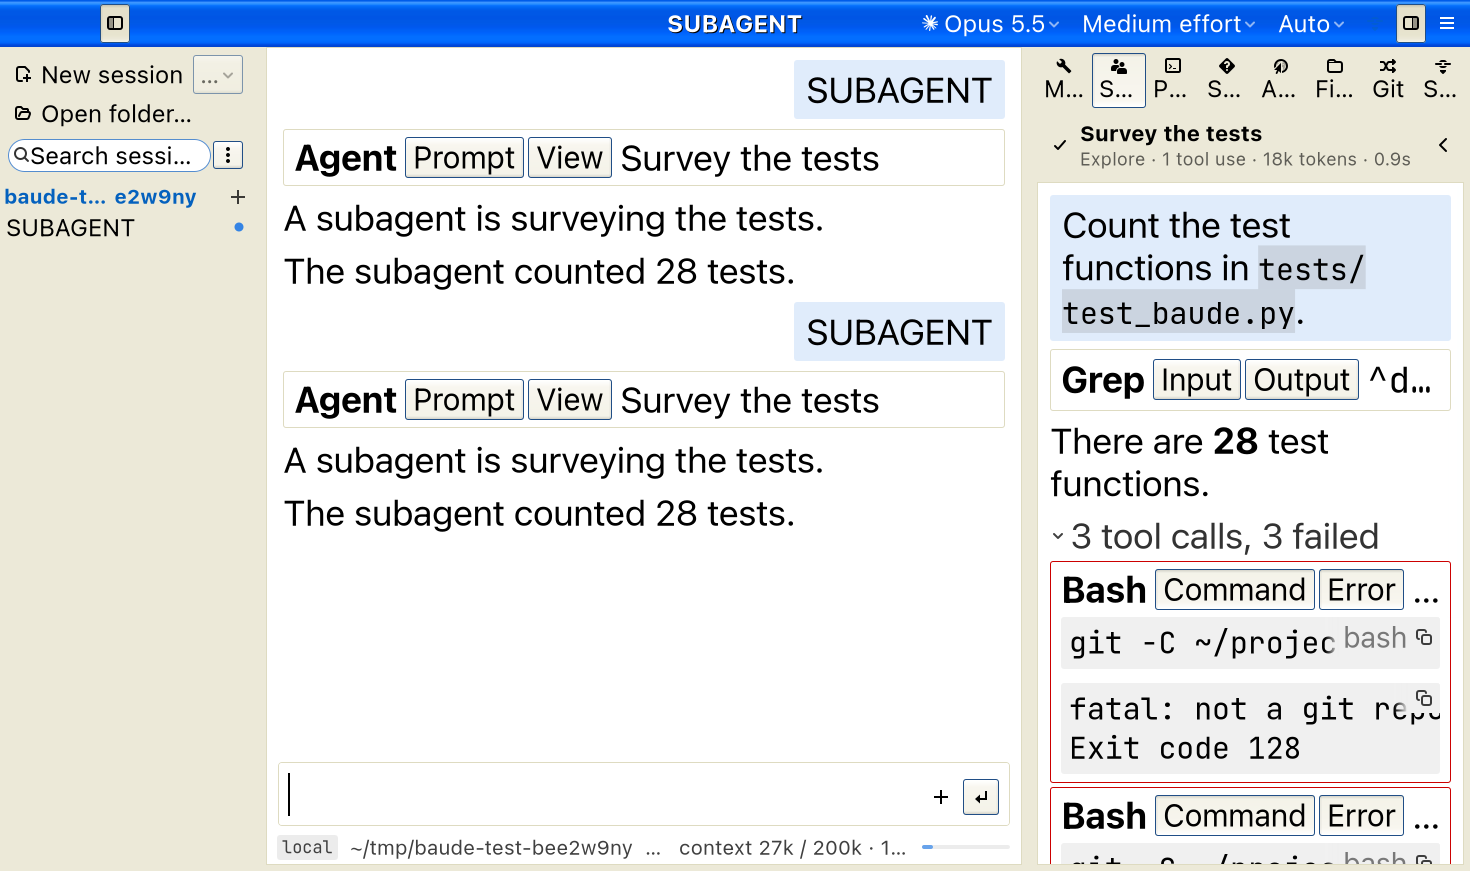 SUBAGENT
Opus 5.5
Medium effort
Auto
New session
...
Open folder...
Search sessi...
baude-t... e2w9ny
SUBAGENT
SUBAGENT
Agent Prompt View Survey the tests
A subagent is surveying the tests.
The subagent counted 28 tests.
SUBAGENT
Agent Prompt View Survey the tests
A subagent is surveying the tests.
The subagent counted 28 tests.
local ~/tmp/baude-test-bee2w9ny ... context 27k / 200k · 1...
M... S... P... S... A... Fi... Git S...
Survey the tests
Explore · 1 tool use · 18k tokens · 0.9s
Count the test
functions in tests/
test_baude.py.
Grep Input Output ^d...
There are 28 test
functions.
3 tool calls, 3 failed
Bash Command Error ...
git -C ~/projec bash
fatal: not a git repo
Exit code 128
Bash Command Error ...
git -C ~/projec bash